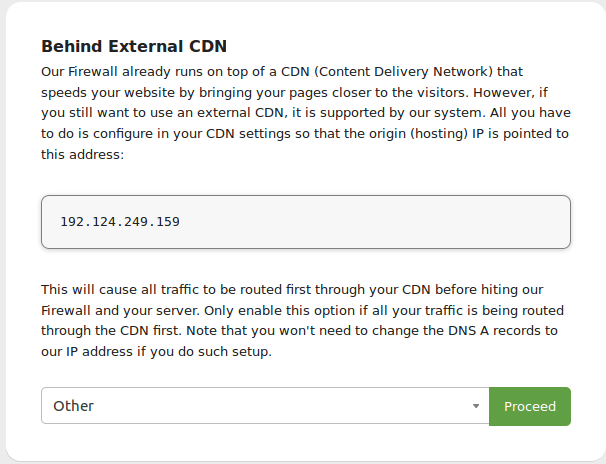 Behind External CDN
Our Firewall already runs on top of a CDN (Content Delivery Network) that
speeds your website by bringing your pages closer to the visitors. However, if
you still want to use an external CDN, it is supported by our system. All you have
to do is configure in your CDN settings so that the origin (hosting) IP is pointed to
this address:
192.124.249.159
This will cause all traffic to be routed first through your CDN before hiting our
Firewall and your server. Only enable this option if all your traffic is being routed
through the CDN first. Note that you won't need to change the DNS A records to
our IP address if you do such setup.
Other
Proceed